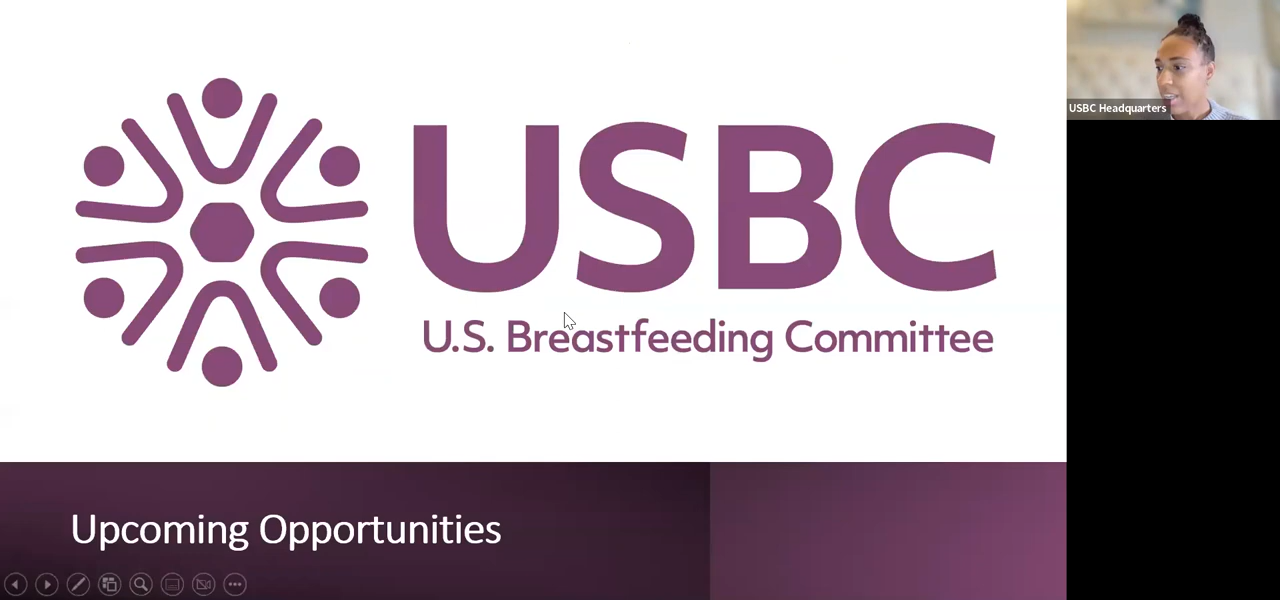 USBC
U.S. Breastfeeding Committee
Upcoming Opportunities
USBC Headquarters